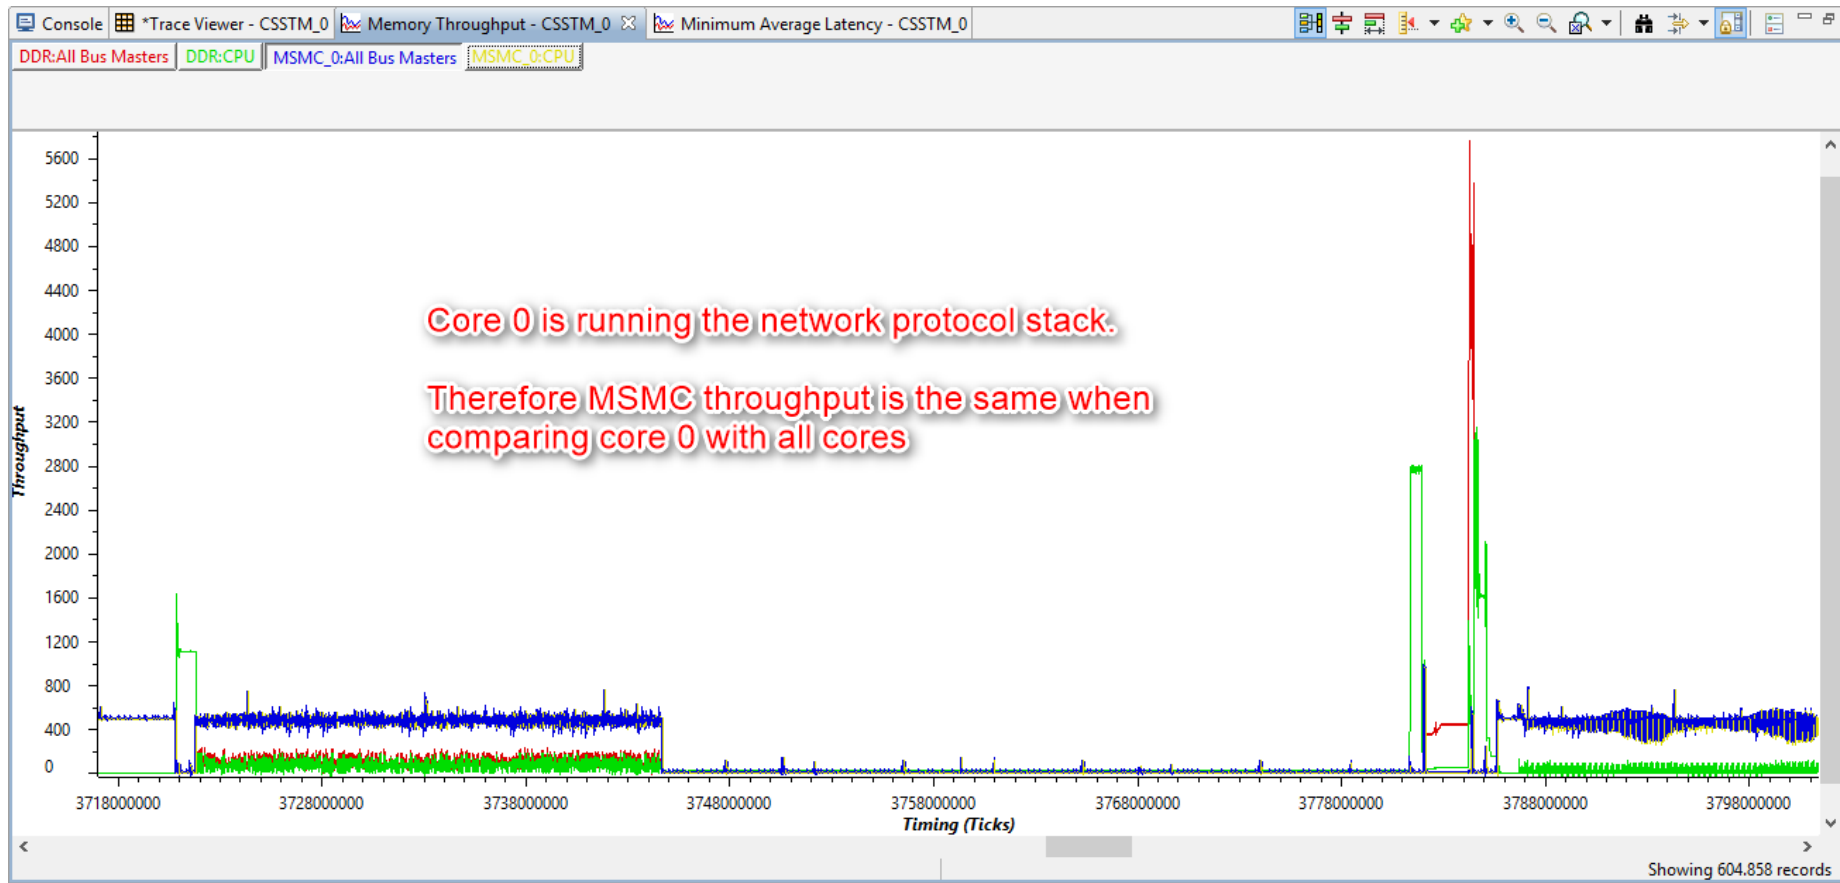 Console *Trace Viewer - CSSTM_0 Memory Throughput - CSSTM_0 Minimum Average Latency - CSSTM_0
DDR:All Bus Masters DDR:CPU MSMC_0:All Bus Masters MSMC_0:CPU
5600
5200
4800
4400
4000
3600
3200
2800
2400
2000
1600
1200
800
400
0
Throughput
Core 0 is running the network protocol stack.
Therefore MSMC throughput is the same when
comparing core 0 with all cores
3718000000 3728000000 3738000000 3748000000 3758000000 3768000000 3778000000 3788000000 3798000000
Timing (Ticks)
Showing 604.858 records